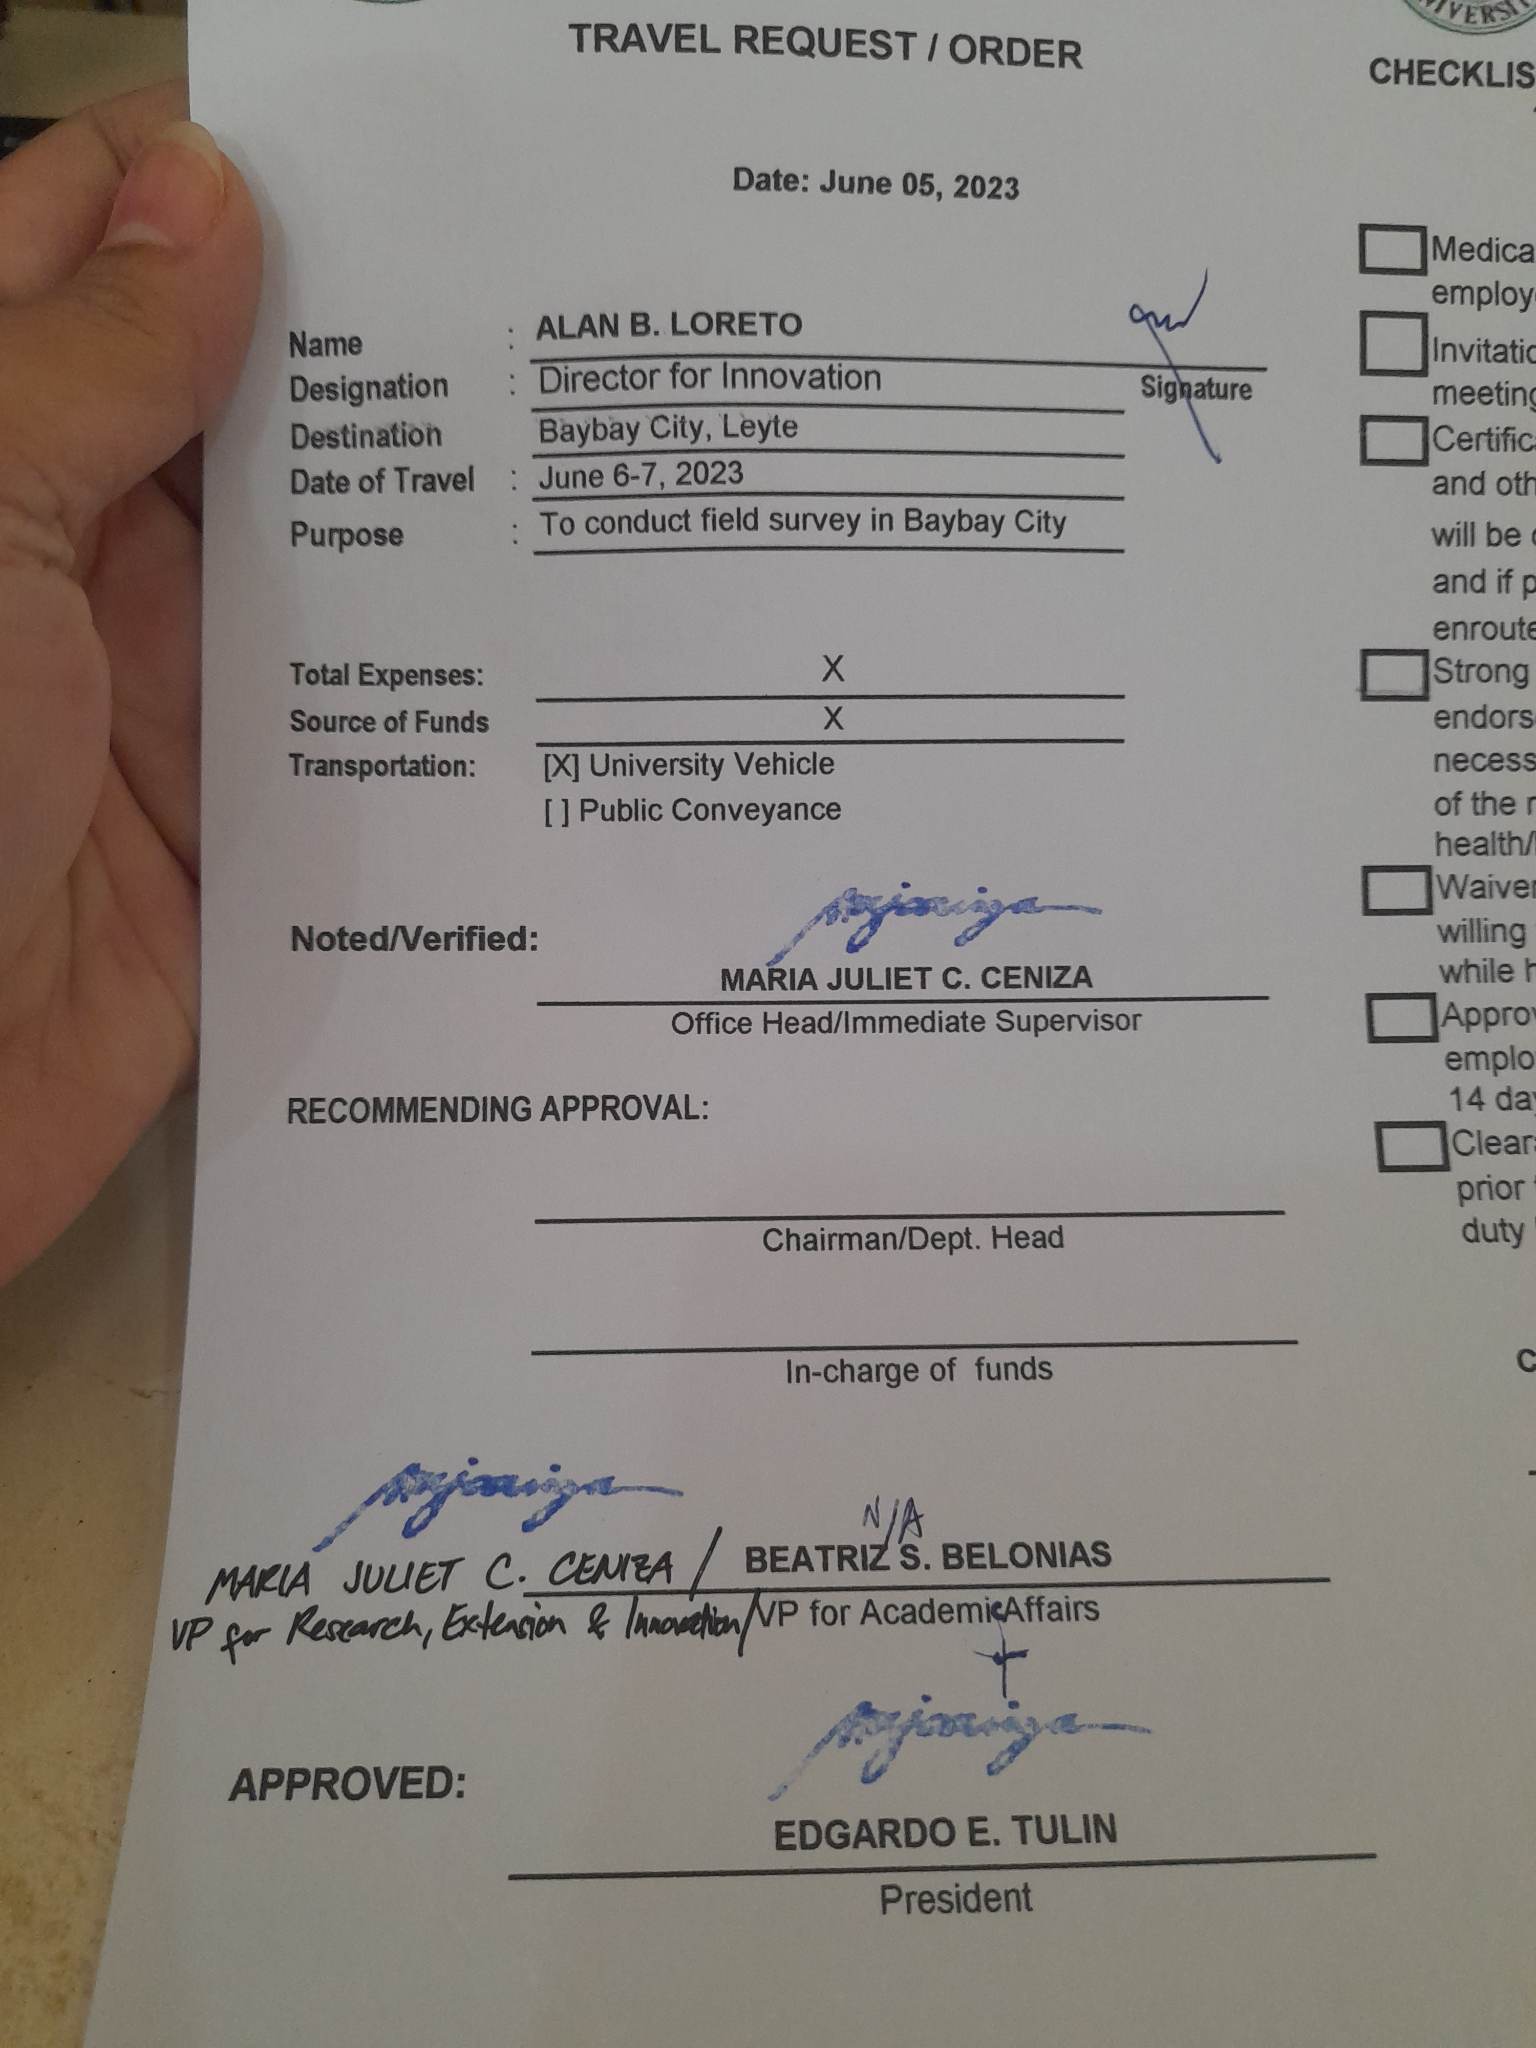 TRAVEL REQUEST / ORDER
Date: June 05, 2023
Name : ALAN B. LORETO
Designation : Director for Innovation
Signature
Destination Baybay City, Leyte
Date of Travel : June 6-7, 2023
Purpose : To conduct field survey in Baybay City
Total Expenses: X
Source of Funds X
Transportation: [X] University Vehicle
[ ] Public Conveyance
Noted/Verified:
MARIA JULIET C. CENIZA
Office Head/Immediate Supervisor
RECOMMENDING APPROVAL:
Chairman/Dept. Head
In-charge of funds
N/A
MARIA JULIET C. CENIZA / BEATRIZ S. BELONIAS
VP for Research, Extension & Innovation/VP for Academic Affairs
APPROVED:
EDGARDO E. TULIN
President
CHECKLIS
Medica
employ
Invitatio
meeting
Certific
and oth
will be
and if p
enroute
Strong
endors
necess
of the
health/
Waiver
willing
while h
Approv
emplo
14 day
Clear
prior
duty